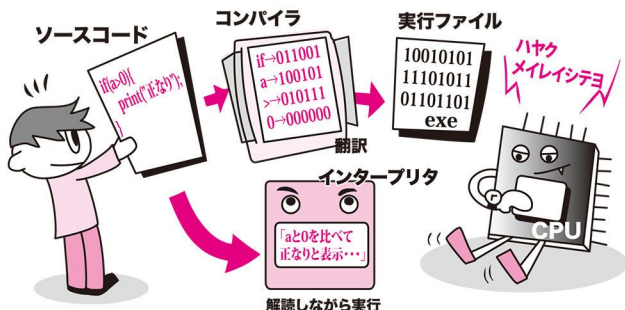 ソースコード
if(a>0){
print("正なり");
}
コンパイラ
if→011001
a→100101
>→010111
0→000000
翻訳
実行ファイル
10010101
11101011
01101101
exe
ハヤク
メイレイシテヨ
CPU
インタープリタ
「aと0を比べて
正なりと表示・・・」
解読しながら実行